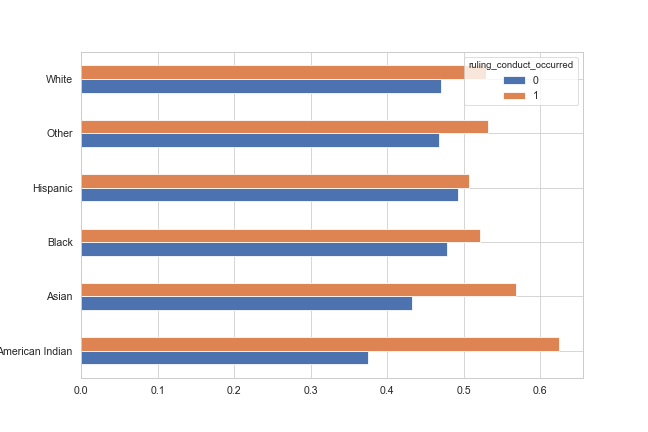 ruling_conduct_occurred
0
1
White
Other
Hispanic
Black
Asian
American Indian
0.0 0.1 0.2 0.3 0.4 0.5 0.6